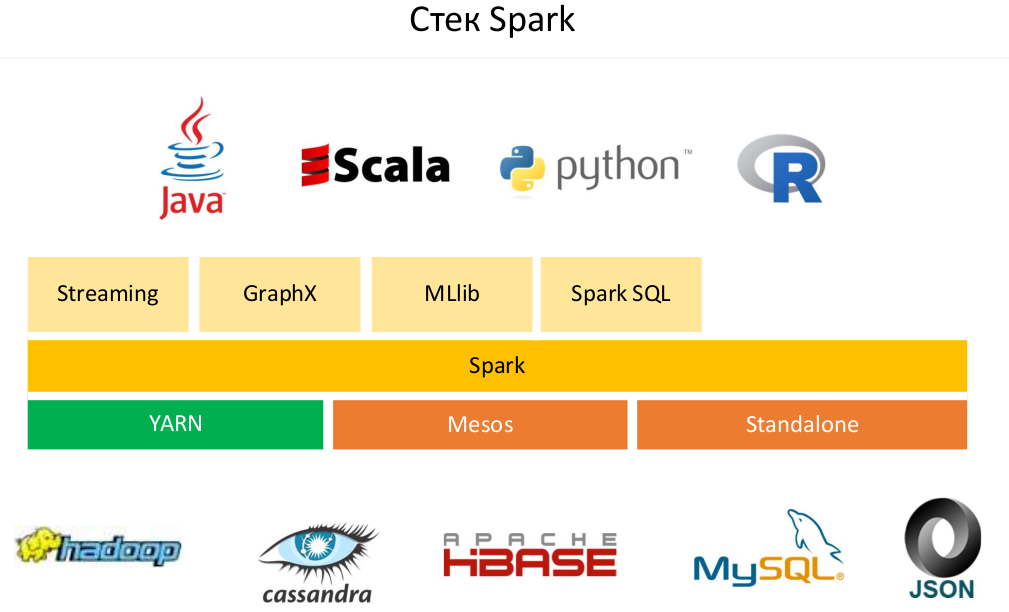 Стек Spark
Java™
Scala
python™
R
Streaming
GraphX
MLlib
Spark SQL
Spark
YARN
Mesos
Standalone
hadoop
cassandra
APACHE
HBASE
MySQL®
JSON